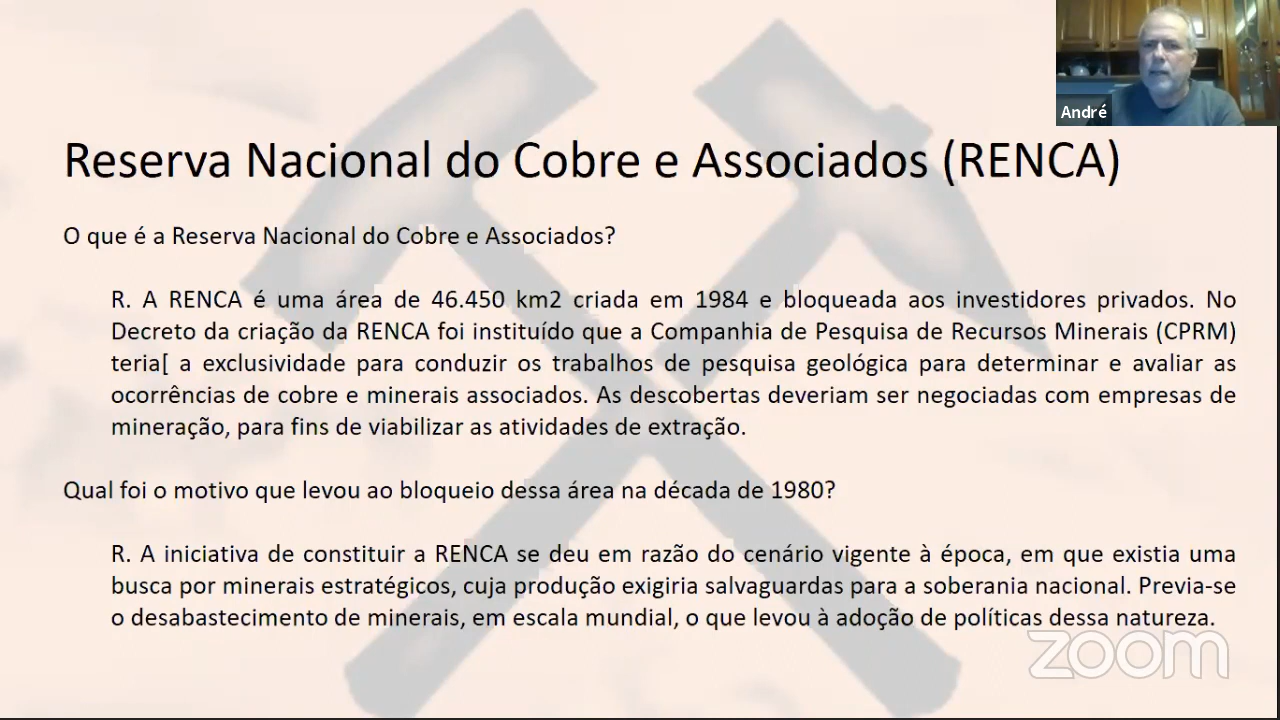 André
Reserva Nacional do Cobre e Associados (RENCA)
O que é a Reserva Nacional do Cobre e Associados?
R. A RENCA é uma área de 46.450 km2 criada em 1984 e bloqueada aos investidores privados. No
Decreto da criação da RENCA foi instituído que a Companhia de Pesquisa de Recursos Minerais (CPRM)
teria[ a exclusividade para conduzir os trabalhos de pesquisa geológica para determinar e avaliar as
ocorrências de cobre e minerais associados. As descobertas deveriam ser negociadas com empresas de
mineração, para fins de viabilizar as atividades de extração.
Qual foi o motivo que levou ao bloqueio dessa área na década de 1980?
R. A iniciativa de constituir a RENCA se deu em razão do cenário vigente à época, em que existia uma
busca por minerais estratégicos, cuja produção exigiria salvaguardas para a soberania nacional. Previa-se
o desabastecimento de minerais, em escala mundial, o que levou à adoção de políticas dessa natureza.
zoom